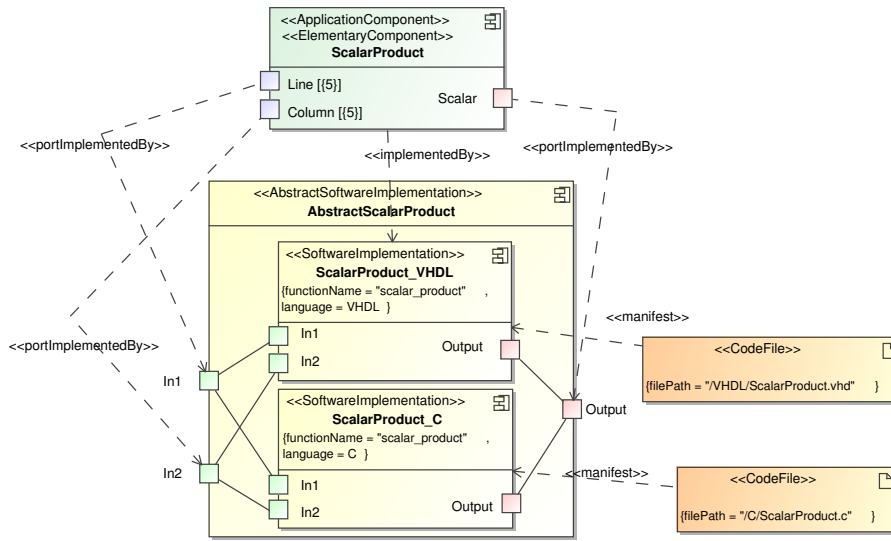 <<ApplicationComponent>>
<<ElementaryComponent>>
ScalarProduct
Line [{5}]
Column [{5}]
Scalar
<<portImplementedBy>>
<<implementedBy>>
<<portImplementedBy>>
<<AbstractSoftwareImplementation>>
AbstractScalarProduct
<<SoftwareImplementation>>
ScalarProduct_VHDL
{functionName = "scalar_product" ,
language = VHDL }
In1
In2
Output
<<manifest>>
<<portImplementedBy>>
<<CodeFile>>
{filePath = "/VHDL/ScalarProduct.vhd" }
In1
<<SoftwareImplementation>>
ScalarProduct_C
{functionName = "scalar_product" ,
language = C }
Output
In2
In1
In2
Output
<<manifest>>
<<CodeFile>>
{filePath = "/C/ScalarProduct.c" }